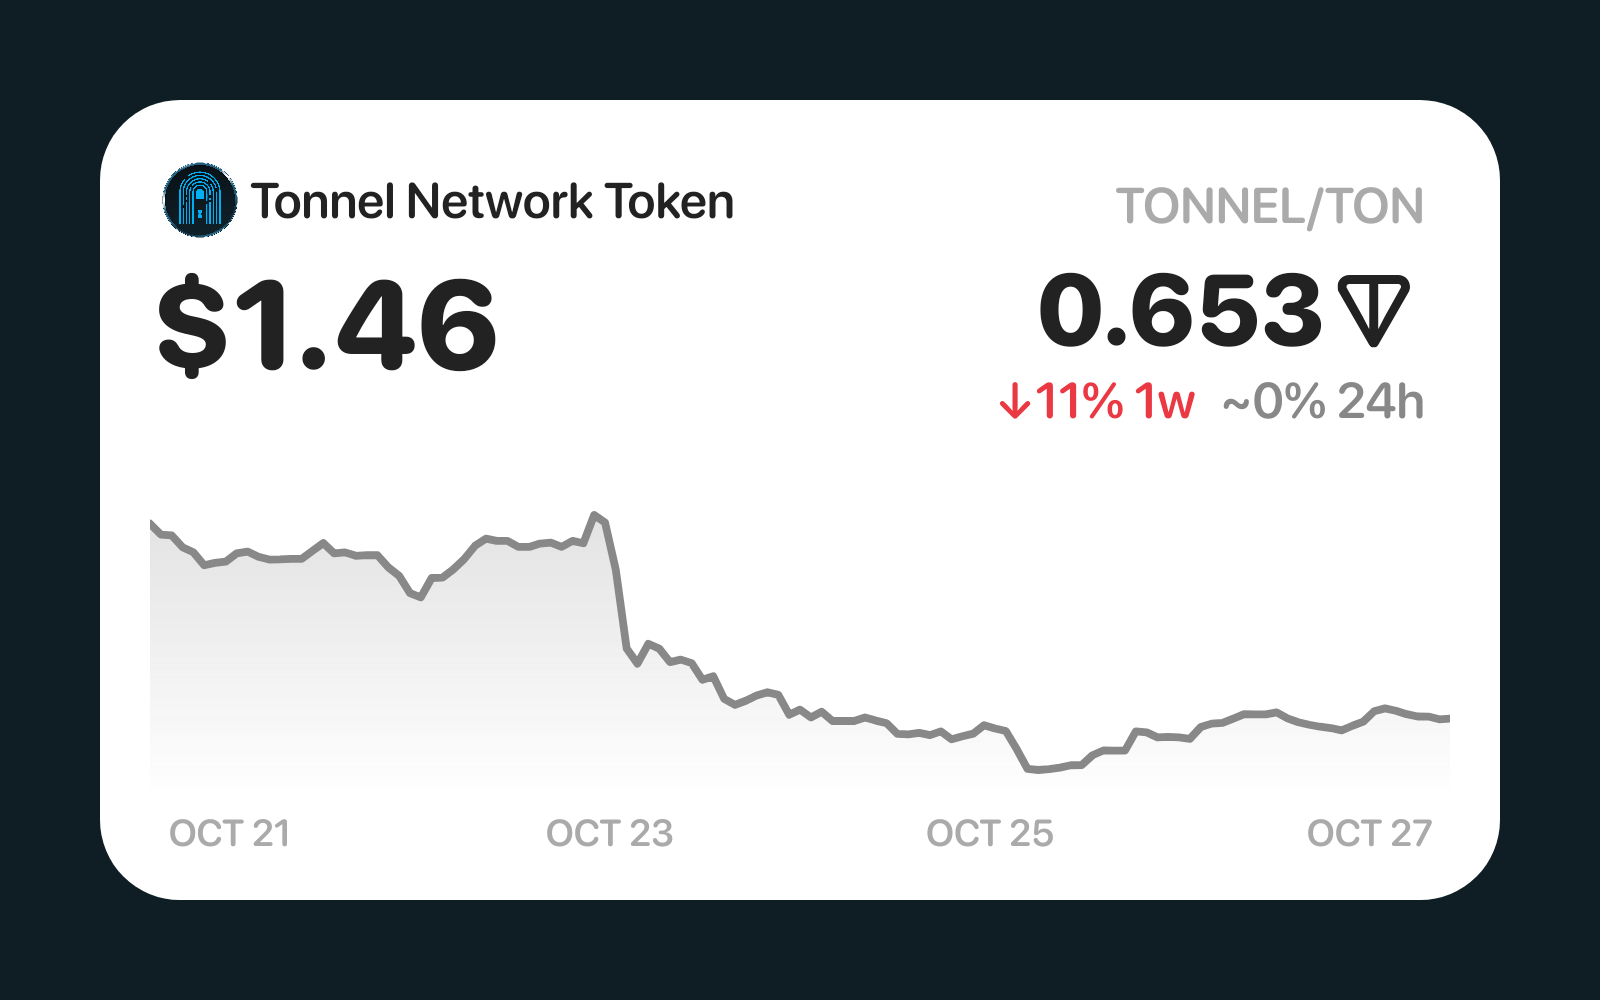 Tonnel Network Token
TONNEL/TON
$1.46
0.653
↓11% 1w ~0% 24h
OCT 21
OCT 23
OCT 25
OCT 27